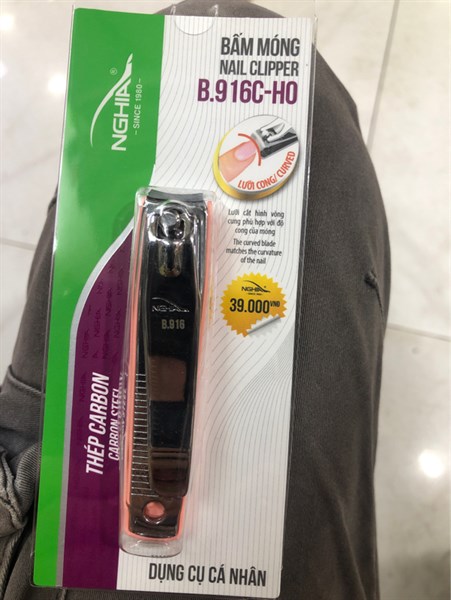 NGHIA®
SINCE 1980
BẤM MÓNG
NAIL CLIPPER
B.916C-HO
LƯỠI CONG/ CURVED
Lưỡi cắt hình vòng
cung phù hợp với độ
cong của móng
The curved blade
matches the curvature
of the nail
NGHIA
39.000VNĐ
NGHIA
B.916
THÉP CARBON
CARBON STEEL
DỤNG CỤ CÁ NHÂN